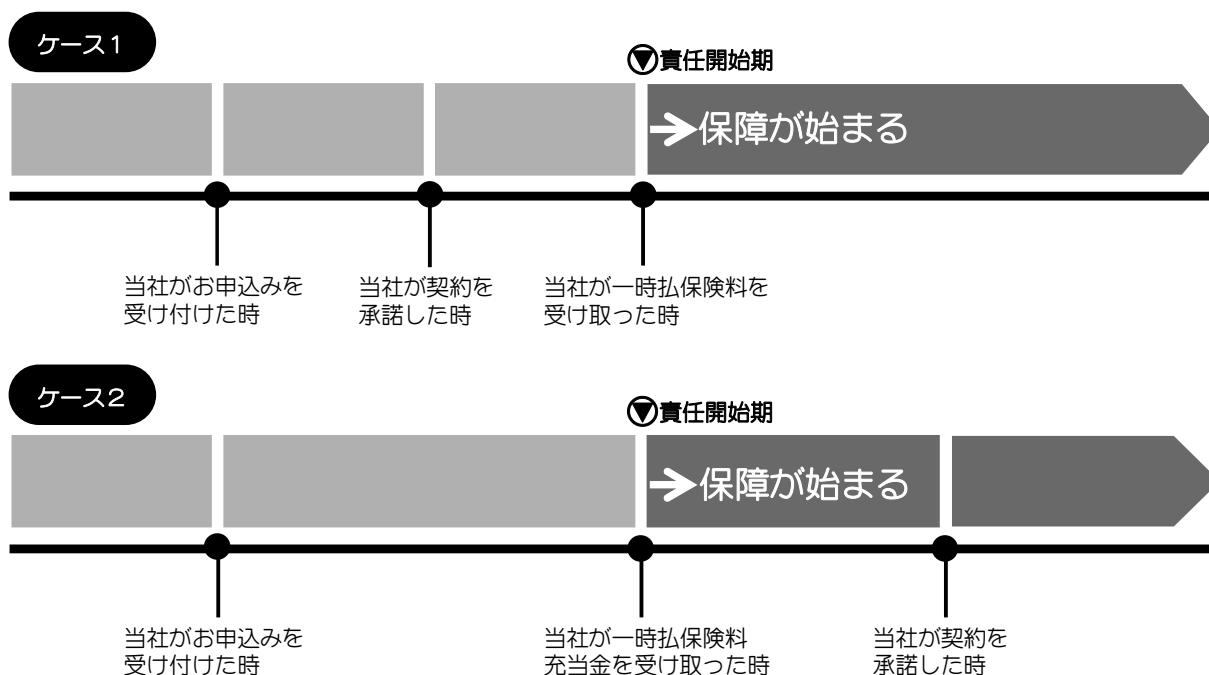 ケース1
▼責任開始期
→保障が始まる
当社がお申込みを
受け付けた時
当社が契約を
承諾した時
当社が一時払保険料を
受け取った時
ケース2
▼責任開始期
→保障が始まる
当社がお申込みを
受け付けた時
当社が一時払保険料
充当金を受け取った時
当社が契約を
承諾した時